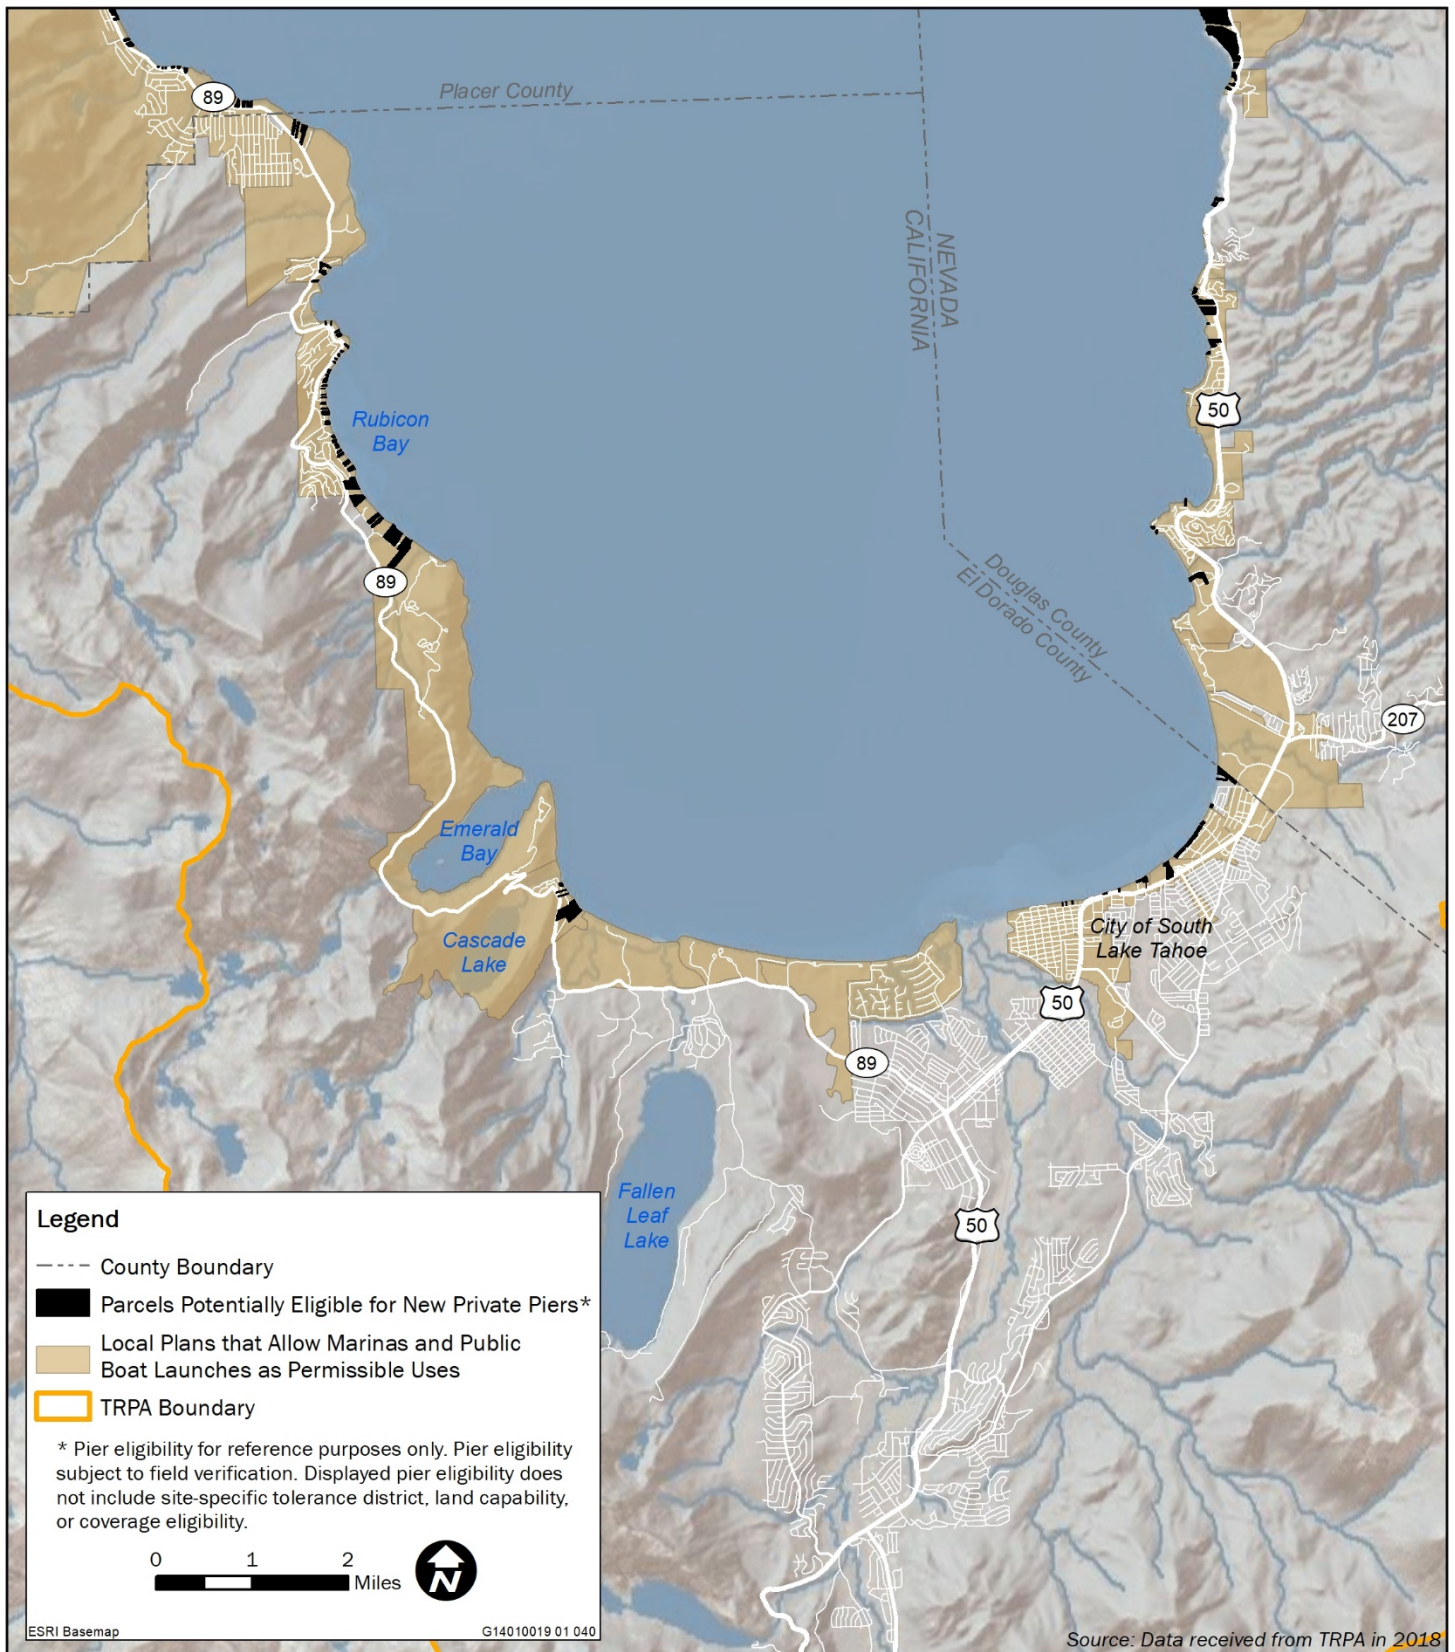 89
Placer County
NEVADA
CALIFORNIA
50
Rubicon
Bay
89
Douglas County
El Dorado County
207
Emerald
Bay
Cascade
Lake
City of South
Lake Tahoe
50
89
Fallen
Leaf
Lake
50
Legend
County Boundary
Parcels Potentially Eligible for New Private Piers*
Local Plans that Allow Marinas and Public
Boat Launches as Permissible Uses
TRPA Boundary
* Pier eligibility for reference purposes only. Pier eligibility
subject to field verification. Displayed pier eligibility does
not include site-specific tolerance district, land capability,
or coverage eligibility.
0 1 2
Miles
N
ESRI Basemap
G14010019 01 040
Source: Data received from TRPA in 2018